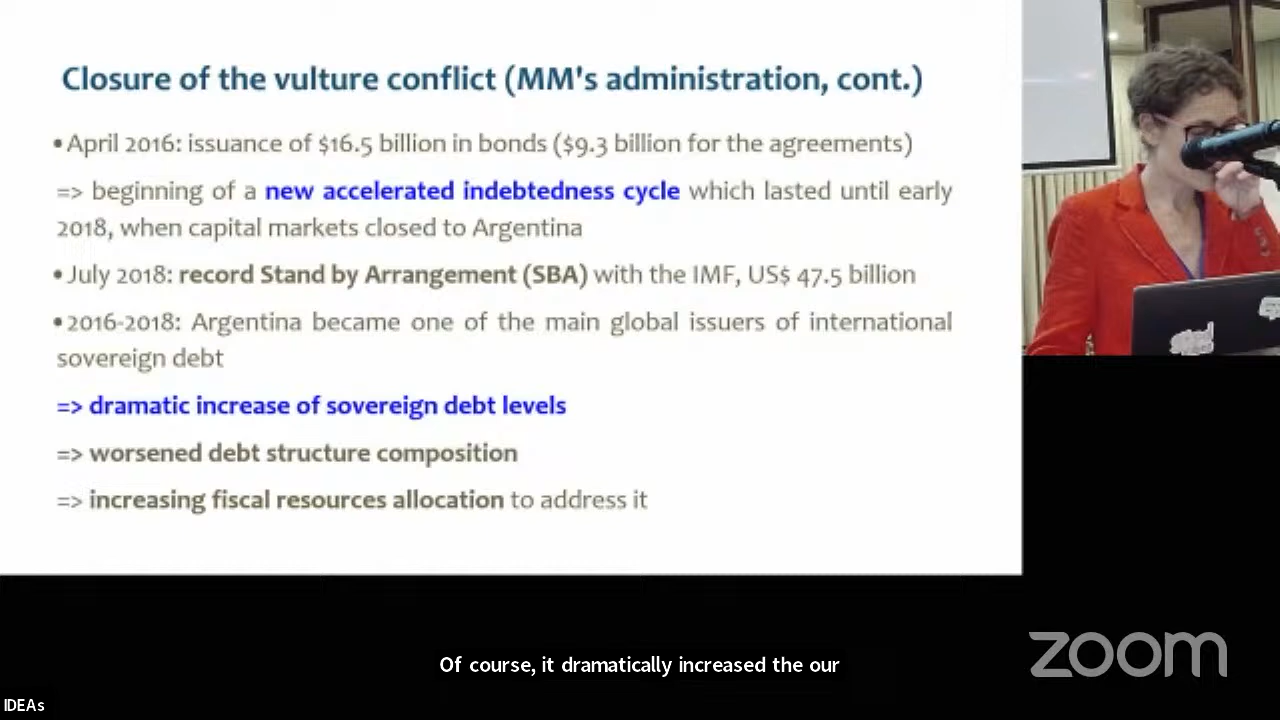 Closure of the vulture conflict (MM's administration, cont.)
•April 2016: issuance of $16.5 billion in bonds ($9.3 billion for the agreements)
=> beginning of a new accelerated indebtedness cycle which lasted until early
2018, when capital markets closed to Argentina
•July 2018: record Stand by Arrangement (SBA) with the IMF, US$ 47.5 billion
•2016-2018: Argentina became one of the main global issuers of international
sovereign debt
=> dramatic increase of sovereign debt levels
=> worsened debt structure composition
=> increasing fiscal resources allocation to address it
Of course, it dramatically increased the our
zoom
IDEAs